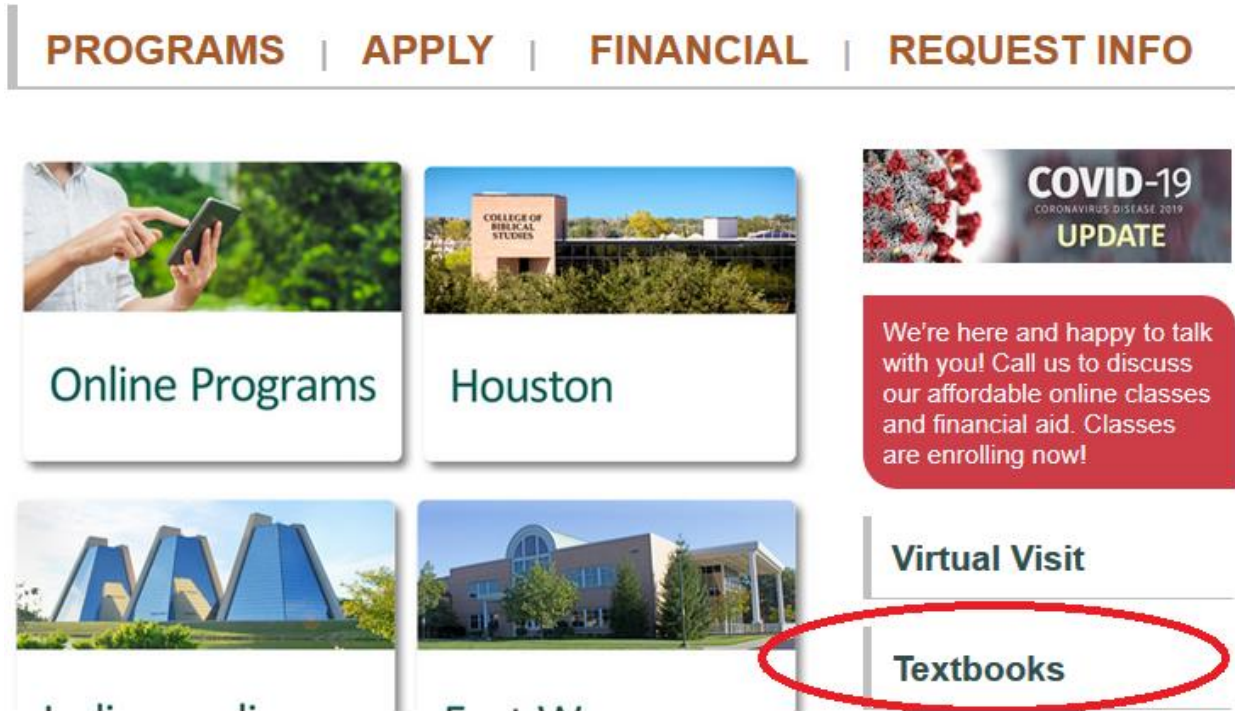 PROGRAMS | APPLY | FINANCIAL | REQUEST INFO
COLLEGE OF
BIBLICAL
STUDIES
Online Programs
Houston
COVID-19
CORONAVIRUS DISEASE 2019
UPDATE
We're here and happy to talk
with you! Call us to discuss
our affordable online classes
and financial aid. Classes
are enrolling now!
Virtual Visit
Textbooks